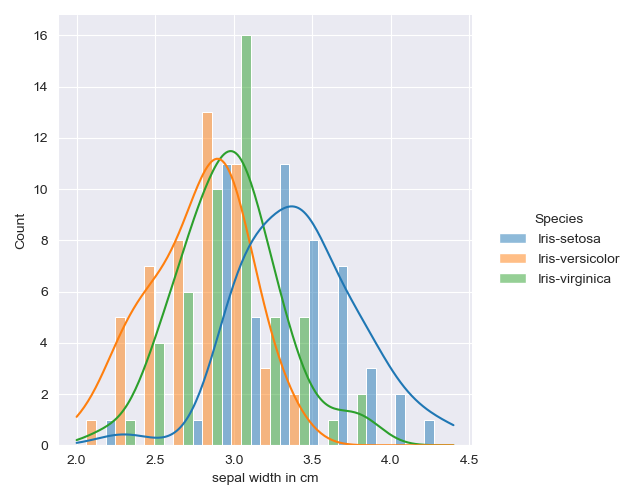 16
14
12
10
8
6
4
2
0
Count
2.0 2.5 3.0 3.5 4.0 4.5
sepal width in cm
Species
Iris-setosa
Iris-versicolor
Iris-virginica